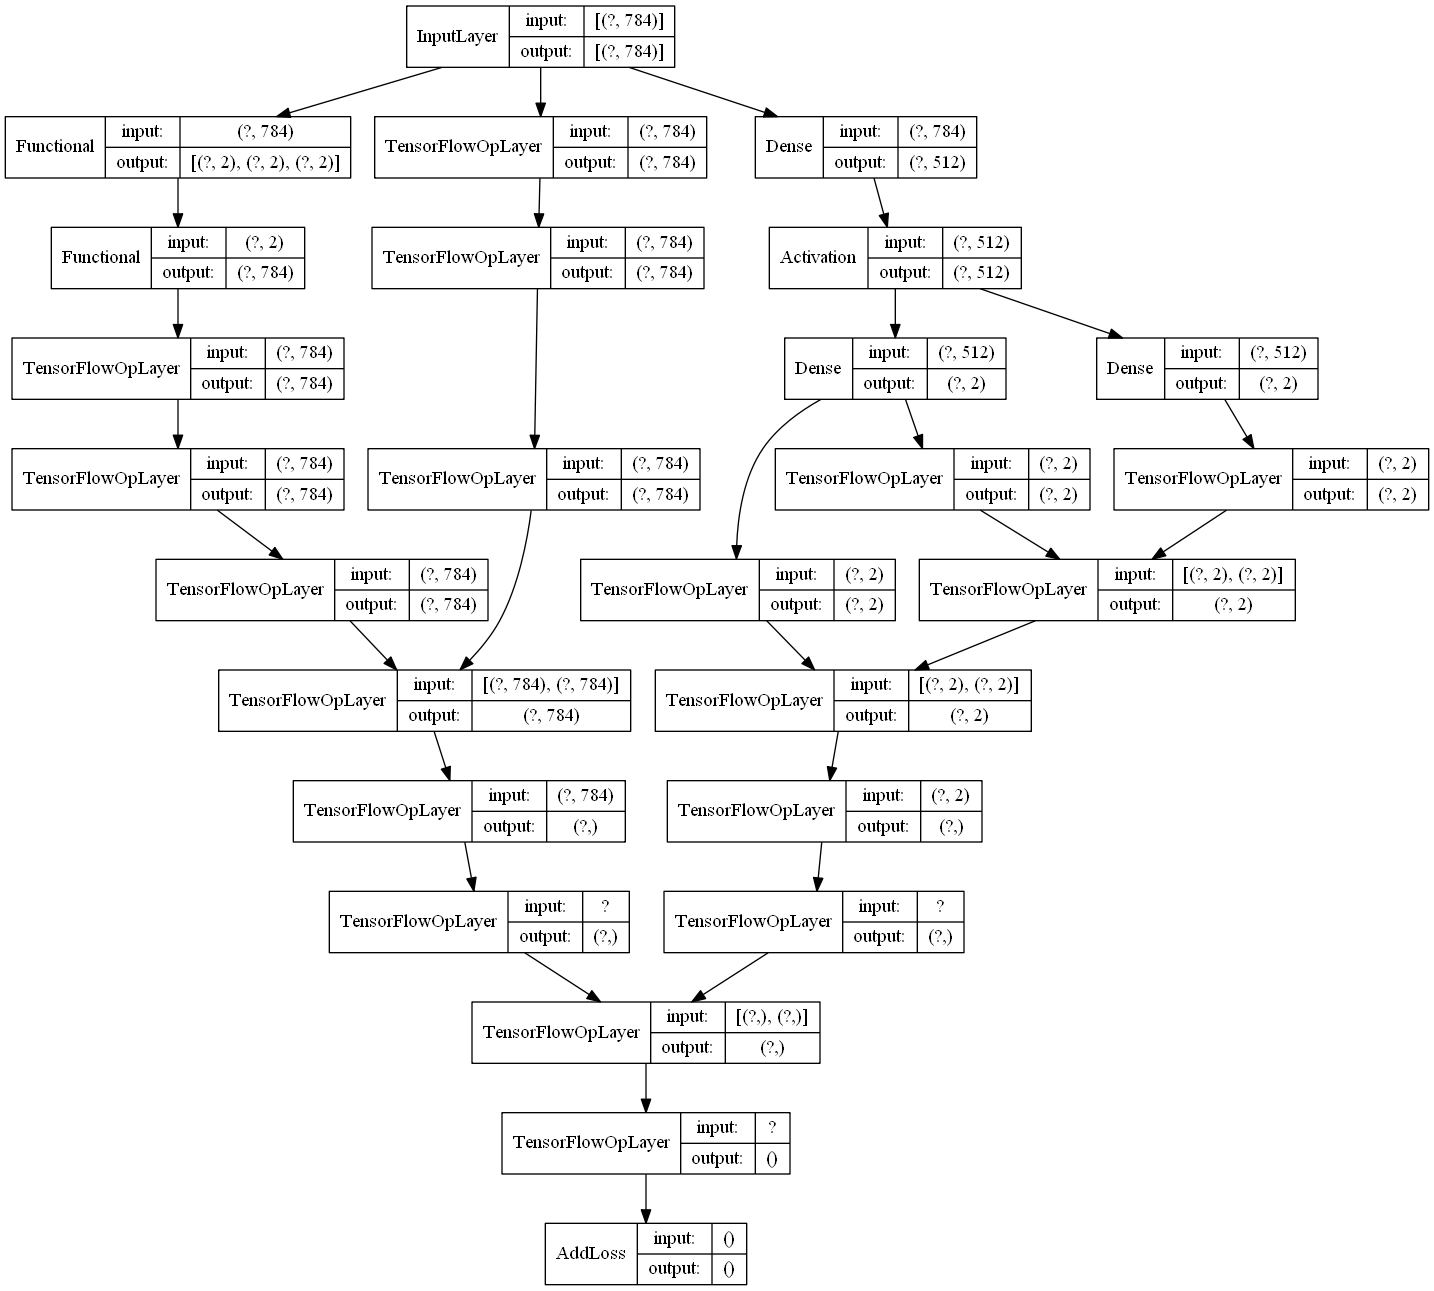 InputLayer input: [(?, 784)]
output: [(?, 784)]
Functional input: (?, 784)
output: [(?, 2), (?, 2), (?, 2)]
TensorFlowOpLayer input: (?, 784)
output: (?, 784)
Dense input: (?, 784)
output: (?, 512)
Functional input: (?, 2)
output: (?, 784)
TensorFlowOpLayer input: (?, 784)
output: (?, 784)
Activation input: (?, 512)
output: (?, 512)
TensorFlowOpLayer input: (?, 784)
output: (?, 784)
Dense input: (?, 512)
output: (?, 2)
Dense input: (?, 512)
output: (?, 2)
TensorFlowOpLayer input: (?, 784)
output: (?, 784)
TensorFlowOpLayer input: (?, 784)
output: (?, 784)
TensorFlowOpLayer input: (?, 2)
output: (?, 2)
TensorFlowOpLayer input: (?, 2)
output: (?, 2)
TensorFlowOpLayer input: (?, 784)
output: (?, 784)
TensorFlowOpLayer input: (?, 2)
output: (?, 2)
TensorFlowOpLayer input: [(?, 2), (?, 2)]
output: (?, 2)
TensorFlowOpLayer input: [(?, 784), (?, 784)]
output: (?, 784)
TensorFlowOpLayer input: [(?, 2), (?, 2)]
output: (?, 2)
TensorFlowOpLayer input: (?, 784)
output: (?,)
TensorFlowOpLayer input: (?, 2)
output: (?,)
TensorFlowOpLayer input: ?
output: (?,)
TensorFlowOpLayer input: ?
output: (?,)
TensorFlowOpLayer input: [(?,), (?,)]
output: (?,)
TensorFlowOpLayer input: ?
output: ()
AddLoss input: ()
output: ()